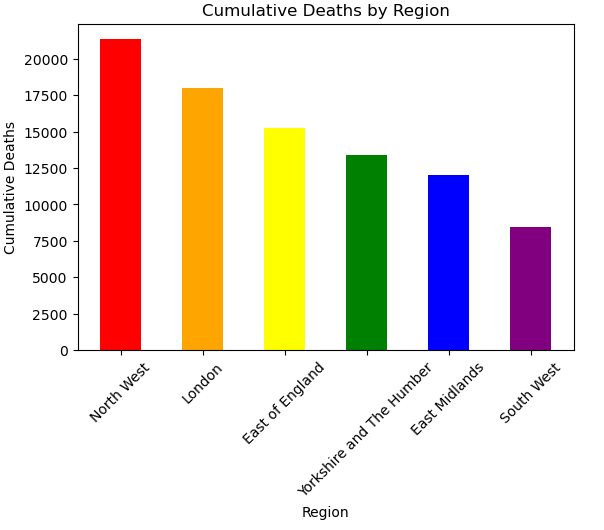 Cumulative Deaths by Region
Cumulative Deaths
20000
17500
15000
12500
10000
7500
5000
2500
0
North West
London
East of England
Yorkshire and The Humber
East Midlands
South West
Region